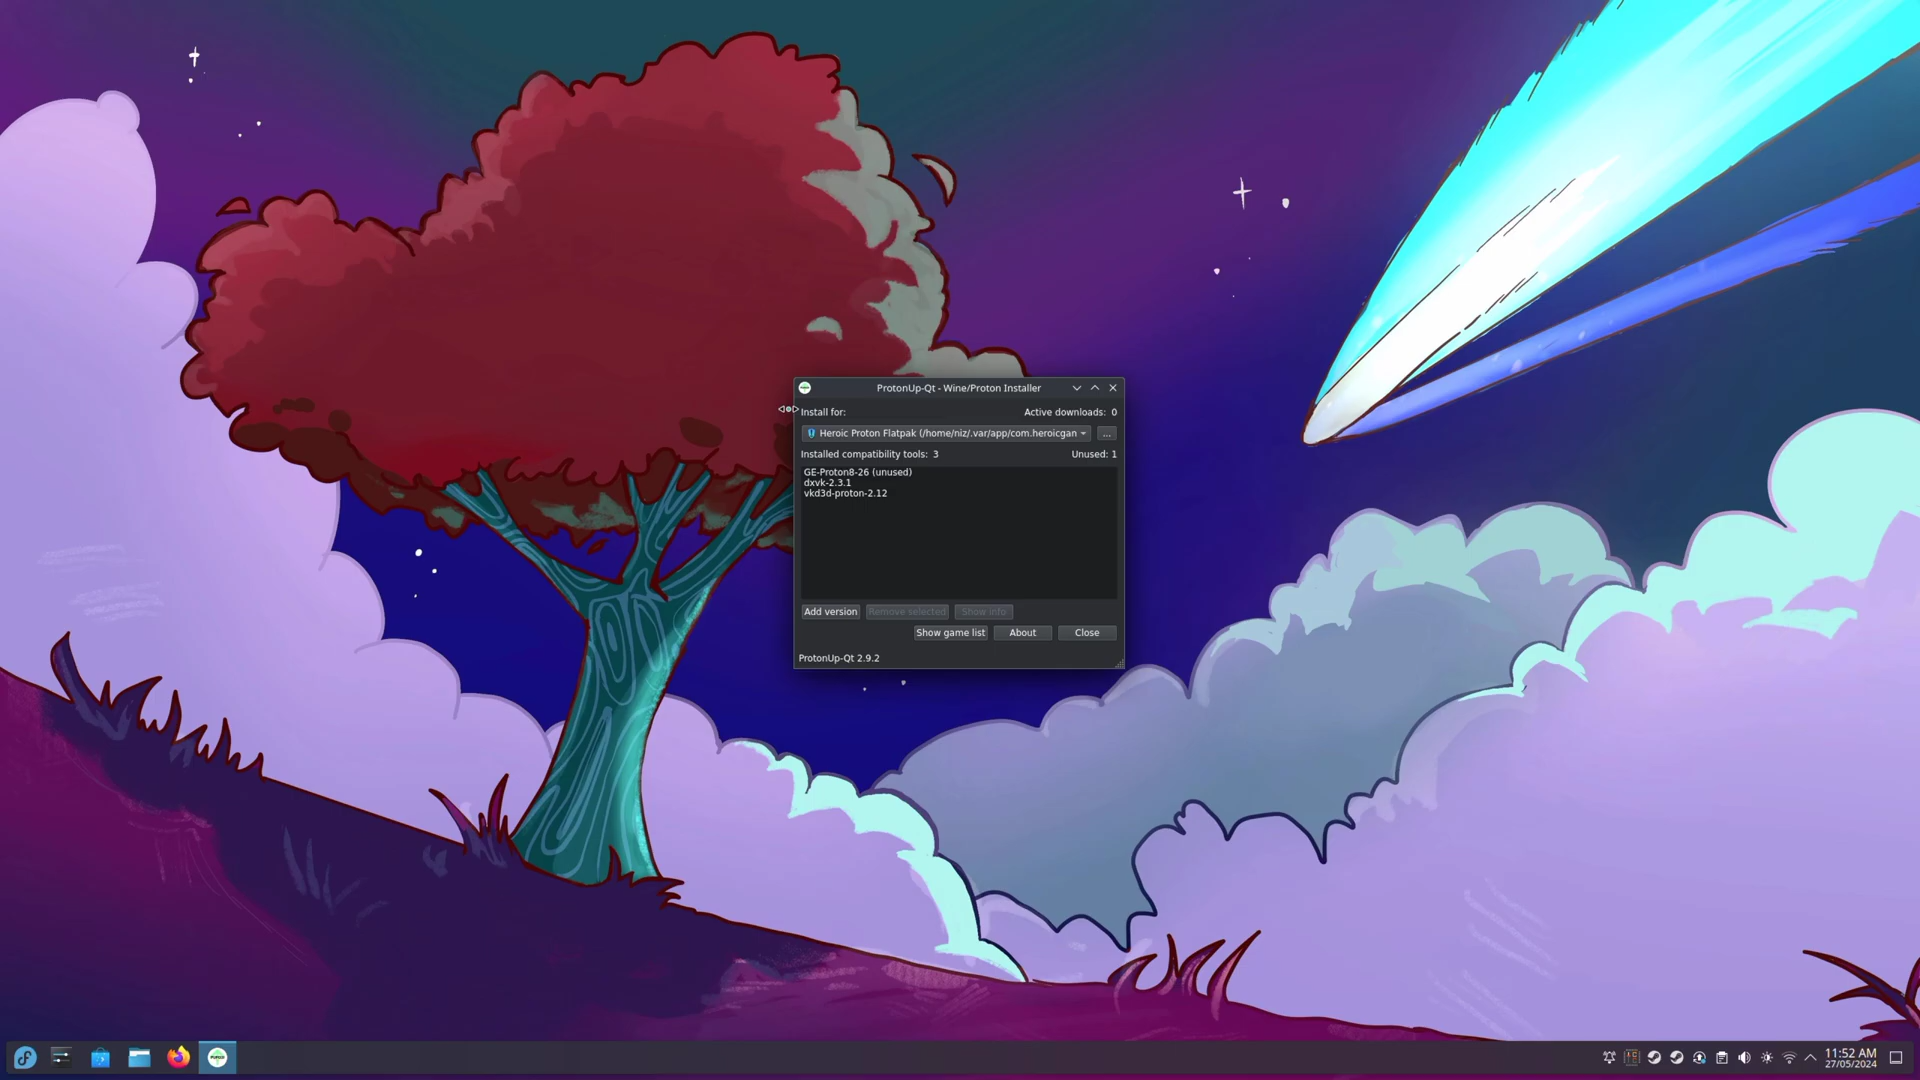 ProtonUp-Qt - Wine/Proton Installer
Install for:
Active downloads: 0
Heroic Proton Flatpak (/home/niz/.var/app/com.heroicgan
...
Installed compatibility tools: 3
Unused: 1
GE-Proton8-26 (unused)
dxvk-2.3.1
vkd3d-proton-2.12
Add version
Remove selected
Show info
Show game list
About
Close
ProtonUp-Qt 2.9.2
11:52 AM
27/05/2024